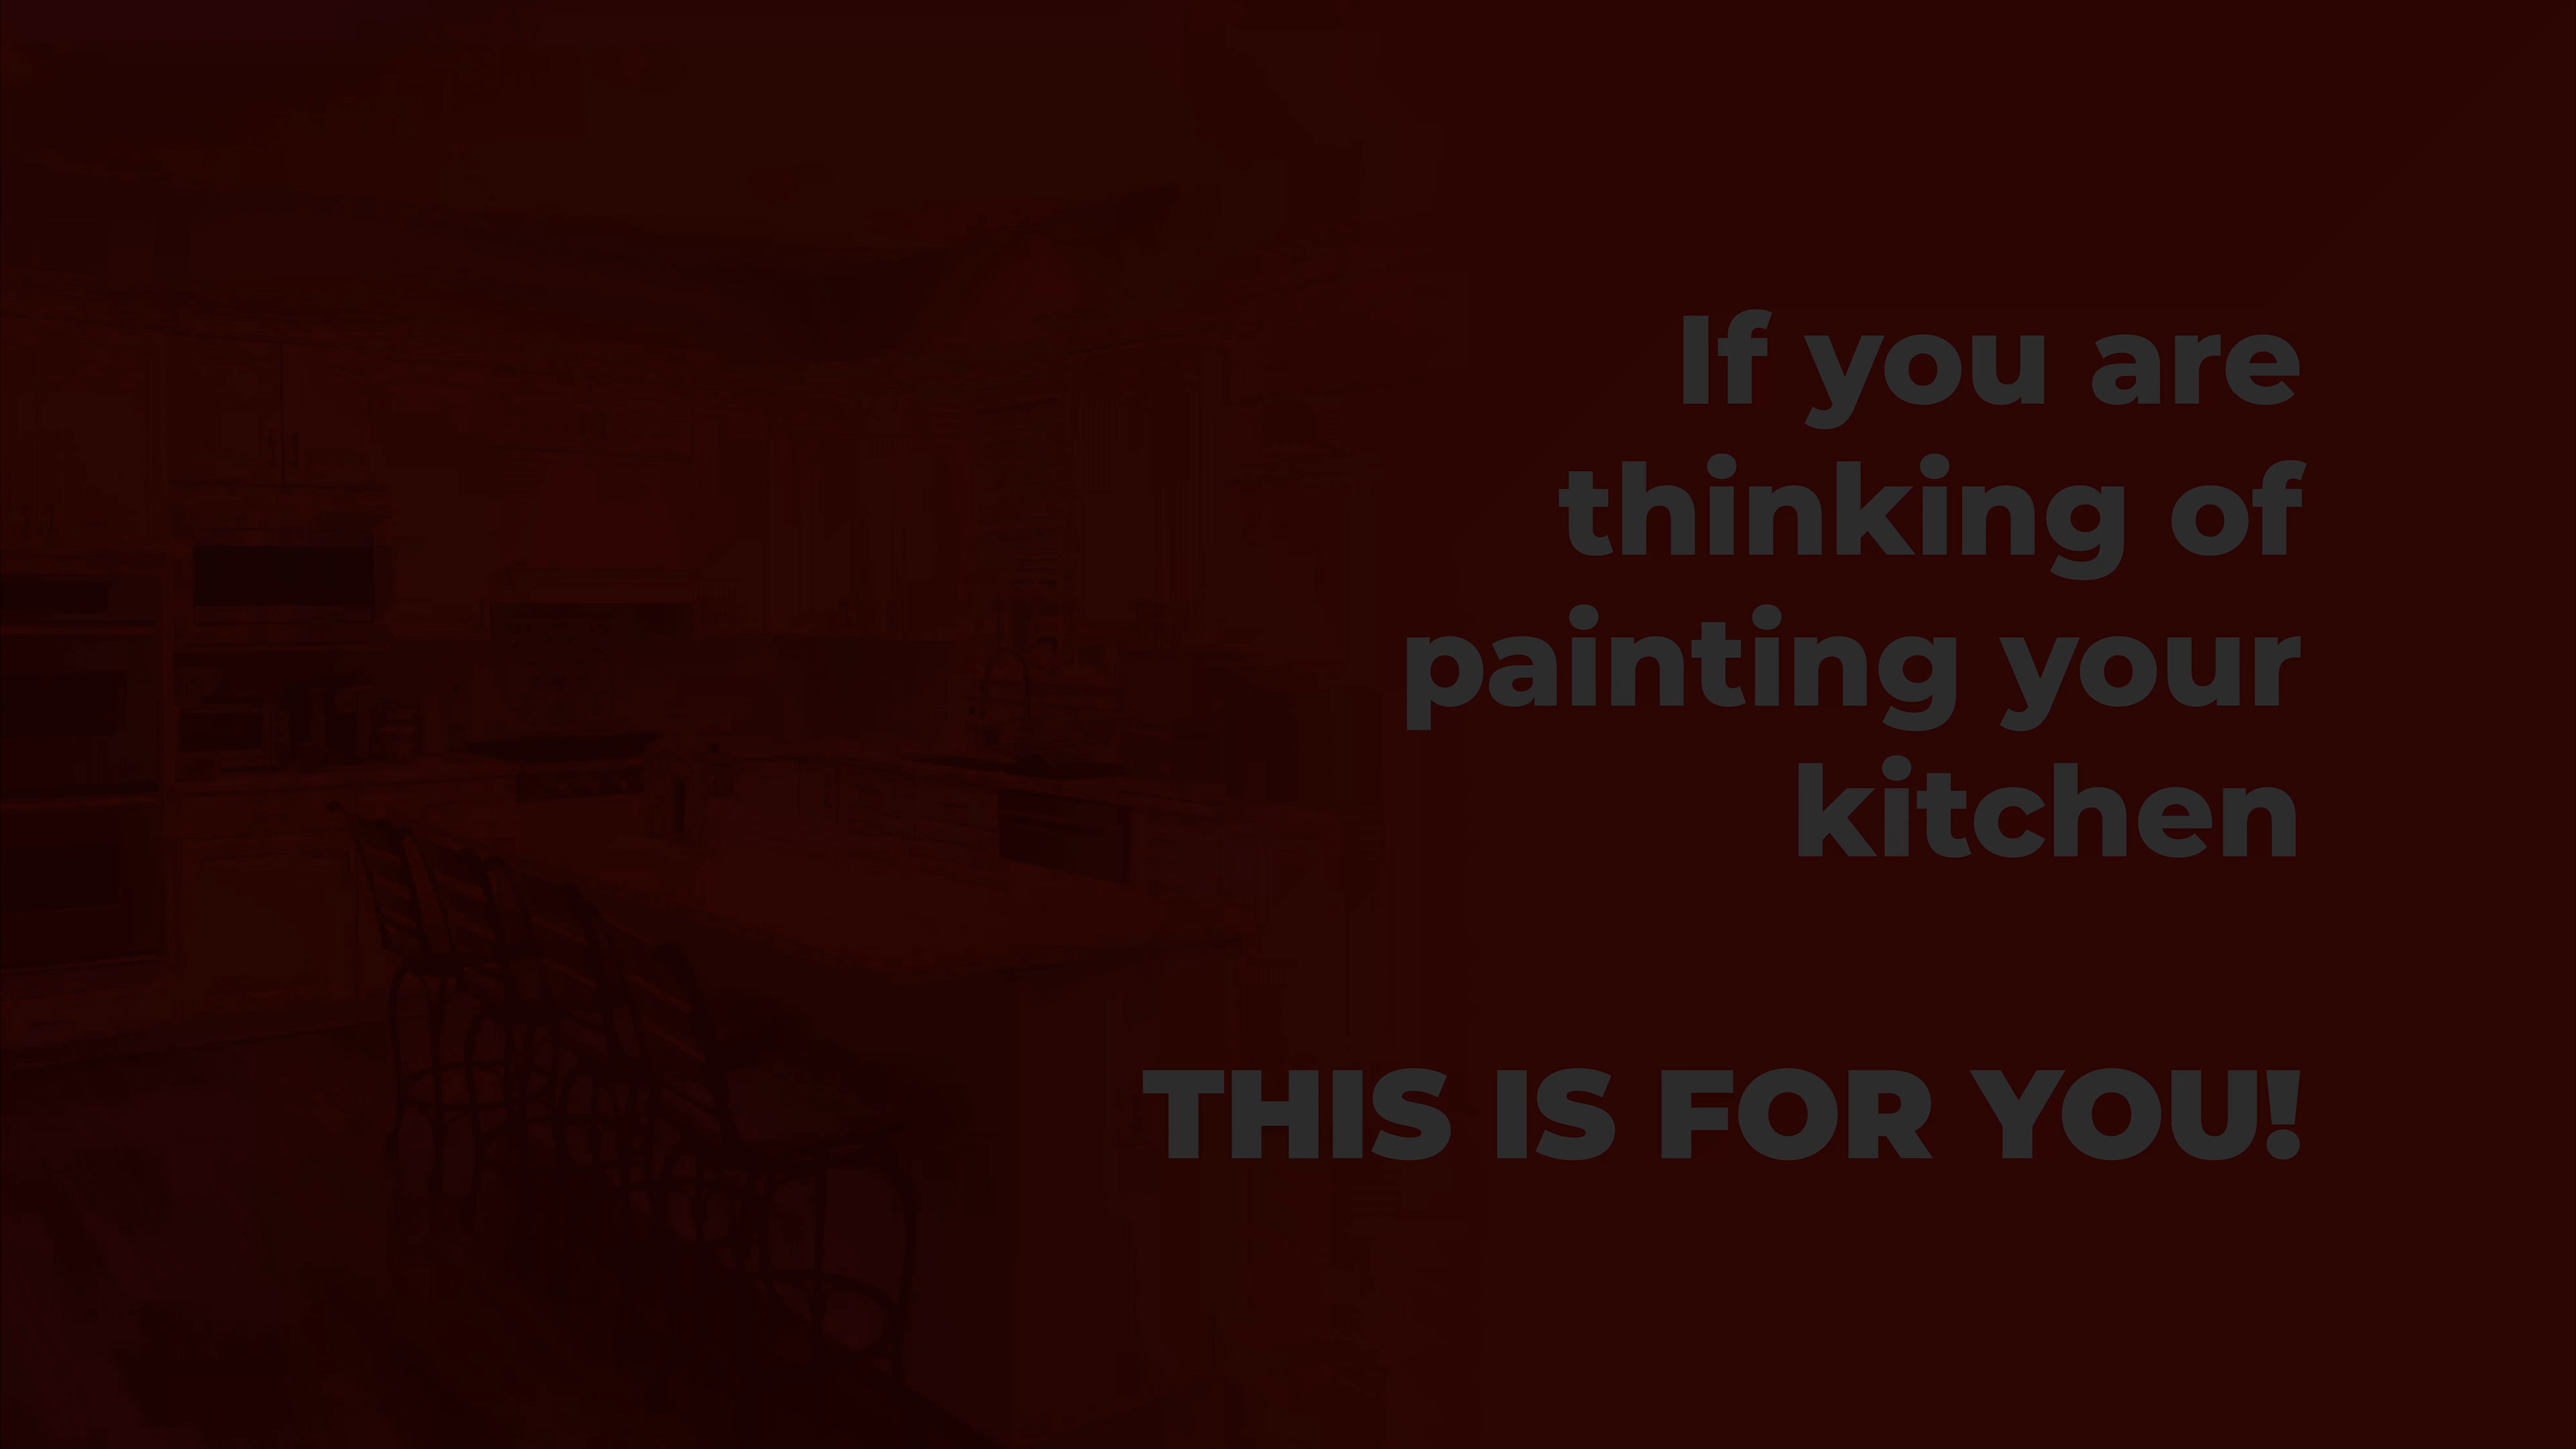 If you are
thinking of
painting your
kitchen
THIS IS FOR YOU!